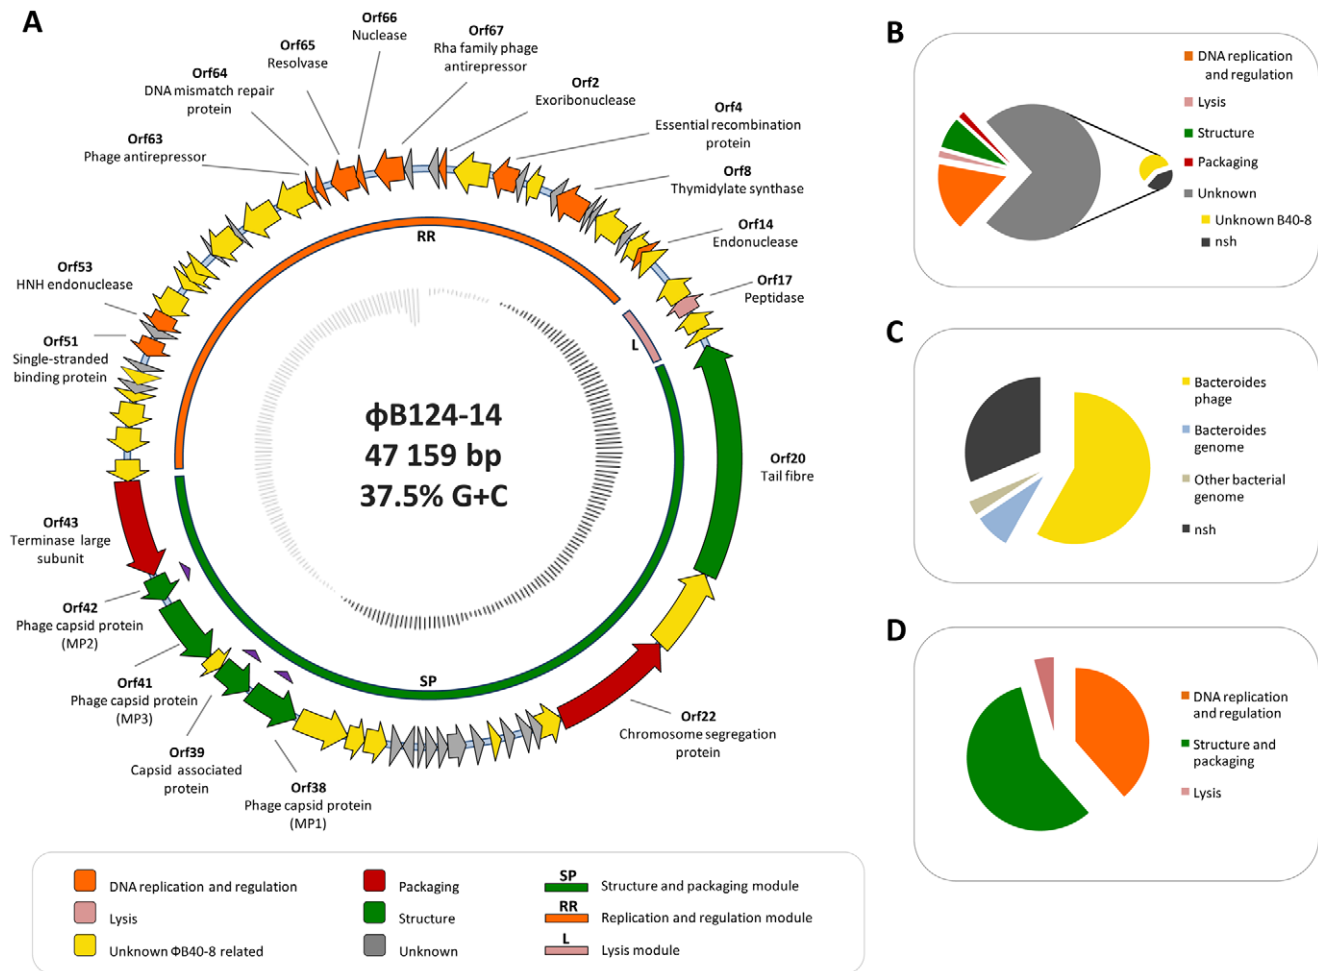 A
Orf66
Nuclease
Orf67
Rha family phage
antirepressor
Orf65
Resolvase
Orf64
DNA mismatch repair
protein
Orf2
Exoribonuclease
Orf63
Phage antirepressor
Orf4
Essential recombination
protein
Orf8
Thymidylate synthase
Orf14
Endonuclease
Orf53
HNH endonuclease
Orf17
Peptidase
Orf51
Single-stranded
binding protein
RR
L
ϕB124-14
47 159 bp
37.5% G+C
Orf20
Tail fibre
Orf43
Terminase large
subunit
Orf42
Phage capsid protein
(MP2)
Orf41
Phage capsid protein
(MP3)
SP
Orf39
Capsid associated
protein
Orf38
Phage capsid protein
(MP1)
Orf22
Chromosome segregation
protein
DNA replication and regulation
Lysis
Unknown ΦB40-8 related
Packaging
Structure
Unknown
SP
Structure and packaging module
RR
Replication and regulation module
L
Lysis module
B
DNA replication
and regulation
Lysis
Structure
Packaging
Unknown
Unknown B40-8
nsh
C
Bacteroides
phage
Bacteroides
genome
Other bacterial
genome
nsh
D
DNA replication
and regulation
Structure and
packaging
Lysis